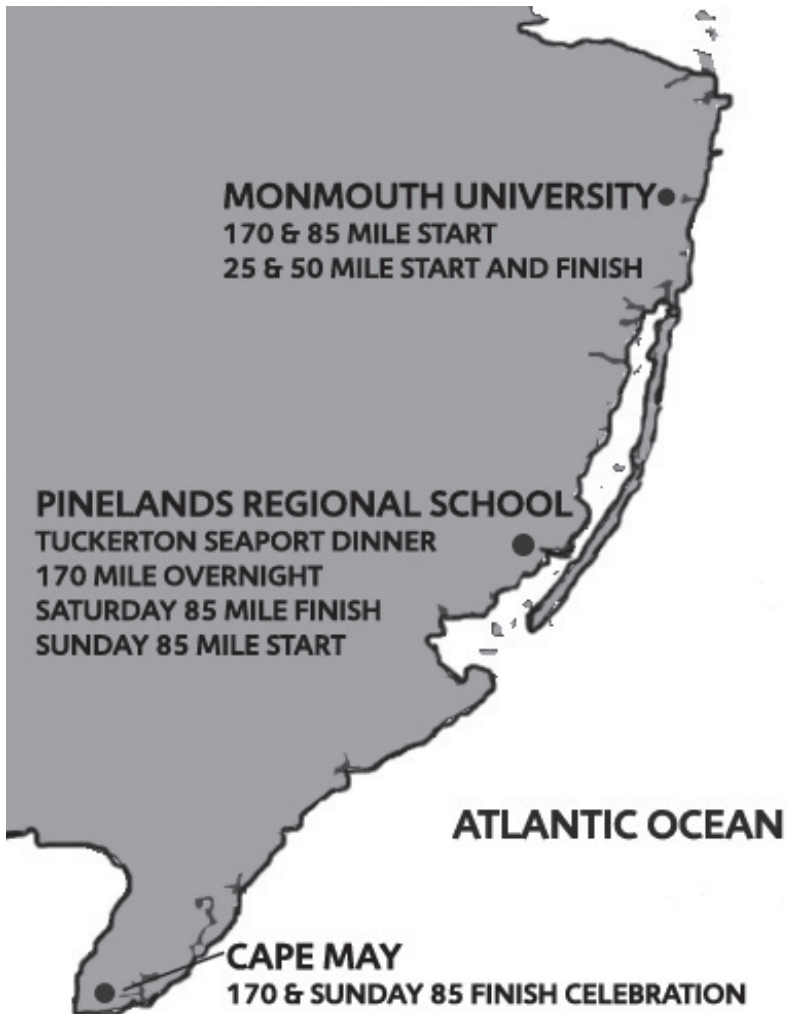 MONMOUTH UNIVERSITY
170 & 85 MILE START
25 & 50 MILE START AND FINISH
PINELANDS REGIONAL SCHOOL
TUCKERTON SEAPORT DINNER
170 MILE OVERNIGHT
SATURDAY 85 MILE FINISH
SUNDAY 85 MILE START
ATLANTIC OCEAN
CAPE MAY
170 & SUNDAY 85 FINISH CELEBRATION